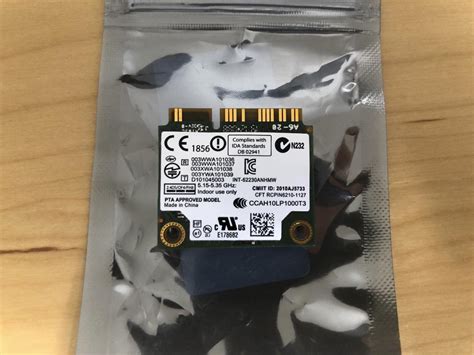 A6-28
CE 1856
Complies with
IDA Standards
DB 02941
N232
003WWA101036
003WWA101037
003XWA101038
003YWA101039
D101045003
INT-62230ANHMW
5.15-5.35 GHz:
Indoor use only
CMIIT ID: 2010AJ5733
CFT RCPIN6210-1127
PTA APPROVED MODEL
Made in China
CCAH10LP1000T3
E178682